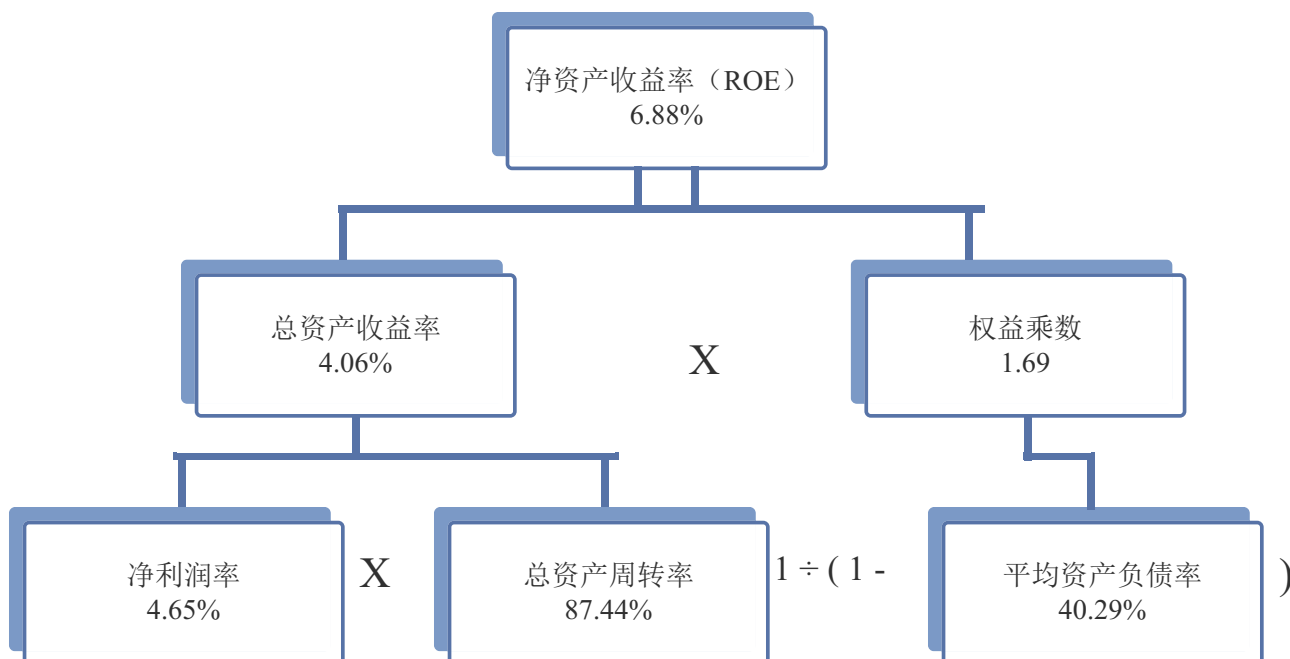 净资产收益率（ROE）
6.88%
总资产收益率
4.06%
X
权益乘数
1.69
净利润率
4.65%
X
总资产周转率
87.44%
1 ÷ ( 1 -
平均资产负债率
40.29%
)